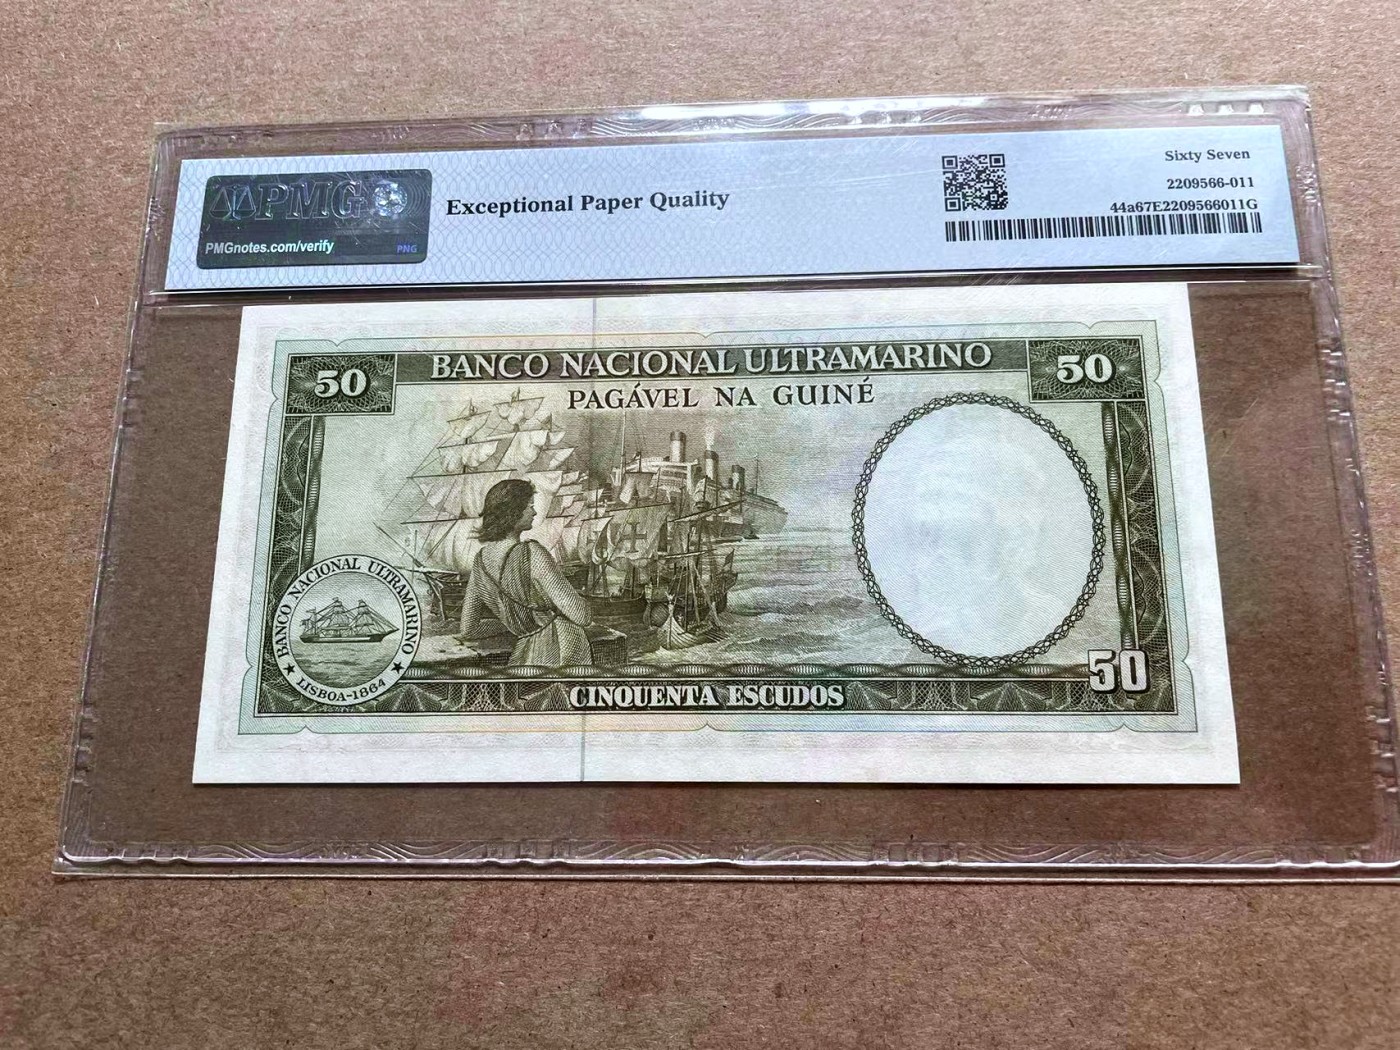 PMG
PMGnotes.com/verify
PNG
Exceptional Paper Quality
Sixty Seven
2209566-011
44a67E2209566011G
50
BANCO NACIONAL ULTRAMARINO
50
PAGÁVEL NA GUINÉ
BANCO NACIONAL ULTRAMARINO
★ LISBOA-1864 ★
CINQUENTA ESCUDOS
50